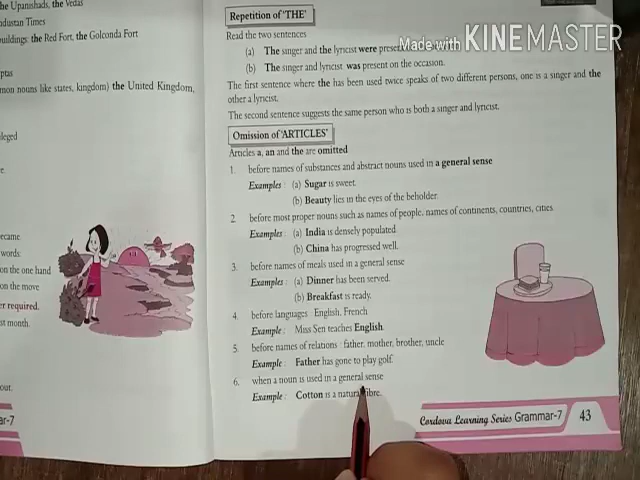 he Upanishads, the Vedas
ndustan Times
buildings: the Red Fort, the Golconda Fort
ptas
mon nouns like states, kingdom) the United Kingdom,
leged
e.
ecame
words:
on the one hand
on the move
er required.
st month.
out.
ar-7
Repetition of 'THE'
Read the two sentences
(a) The singer and the lyricist were
(b) The singer and lyricist was present on the occasion.
The first sentence where the has been used twice speaks of two different persons, one is a singer and the
other a lyricist.
The second sentence suggests the same person who is both a singer and lyricist.
Omission of 'ARTICLES'
Articles a, an and the are omitted
1. before names of substances and abstract nouns used in a general sense
Examples : (a) Sugar is sweet.
(b) Beauty lies in the eyes of the beholder.
2. before most proper nouns such as names of people, names of continents, countries, cities.
Examples : (a) India is densely populated.
(b) China has progressed well.
3. before names of meals used in a general sense
Examples : (a) Dinner has been served.
(b) Breakfast is ready.
4. before languages : English, French
Example : Miss Sen teaches English.
5. before names of relations : father, mother, brother, uncle
Example : Father has gone to play golf.
6. when a noun is used in a general sense
Example : Cotton is a natural fibre.
Cordova Learning Series Grammar-7 43
Made with KINEMASTER